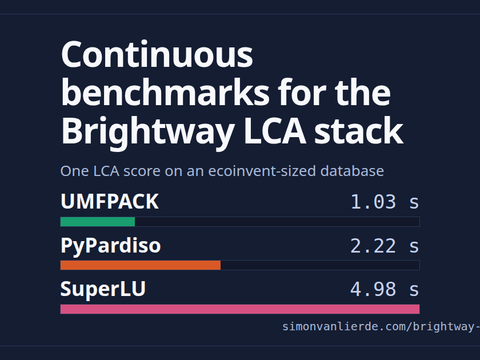 Continuous
benchmarks for the
Brightway LCA stack
One LCA score on an ecoinvent-sized database
UMFPACK 1.03 s
PyPardiso 2.22 s
SuperLU 4.98 s
simonvanlierde.com/brightway-